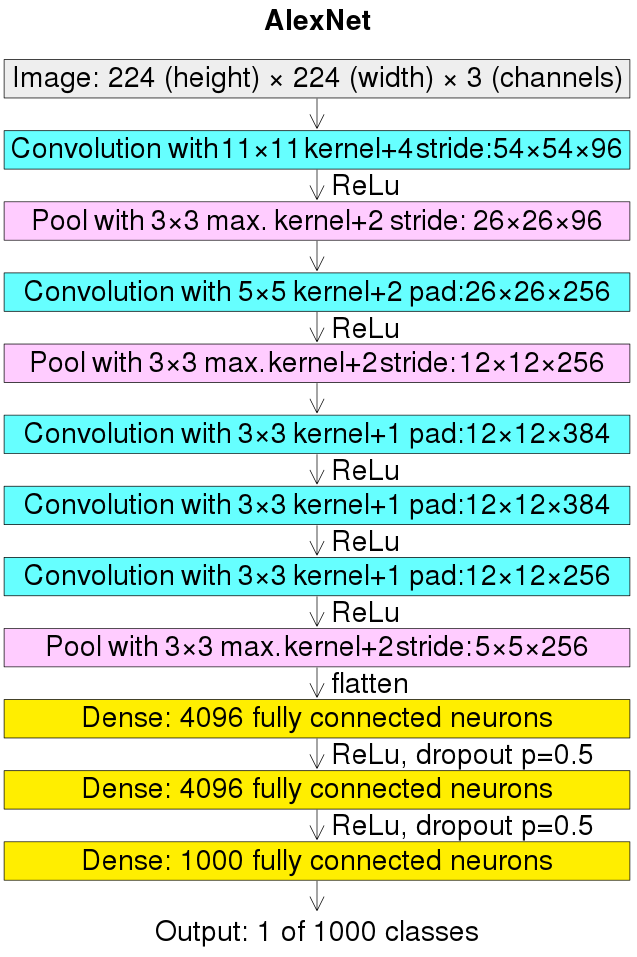 AlexNet
Image: 224 (height) × 224 (width) × 3 (channels)
Convolution with 11×11 kernel+4 stride:54×54×96
ReLu
Pool with 3×3 max. kernel+2 stride: 26×26×96
Convolution with 5×5 kernel+2 pad:26×26×256
ReLu
Pool with 3×3 max.kernel+2stride:12×12×256
Convolution with 3×3 kernel+1 pad:12×12×384
ReLu
Convolution with 3×3 kernel+1 pad:12×12×384
ReLu
Convolution with 3×3 kernel+1 pad:12×12×256
ReLu
Pool with 3×3 max.kernel+2stride:5×5×256
flatten
Dense: 4096 fully connected neurons
ReLu, dropout p=0.5
Dense: 4096 fully connected neurons
ReLu, dropout p=0.5
Dense: 1000 fully connected neurons
Output: 1 of 1000 classes